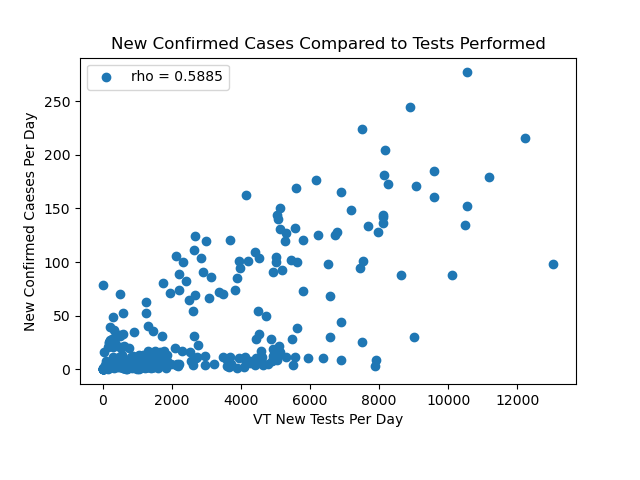 New Confirmed Cases Compared to Tests Performed
rho = 0.5885
New Confirmed Caeses Per Day
250
200
150
100
50
0
0 2000 4000 6000 8000 10000 12000
VT New Tests Per Day